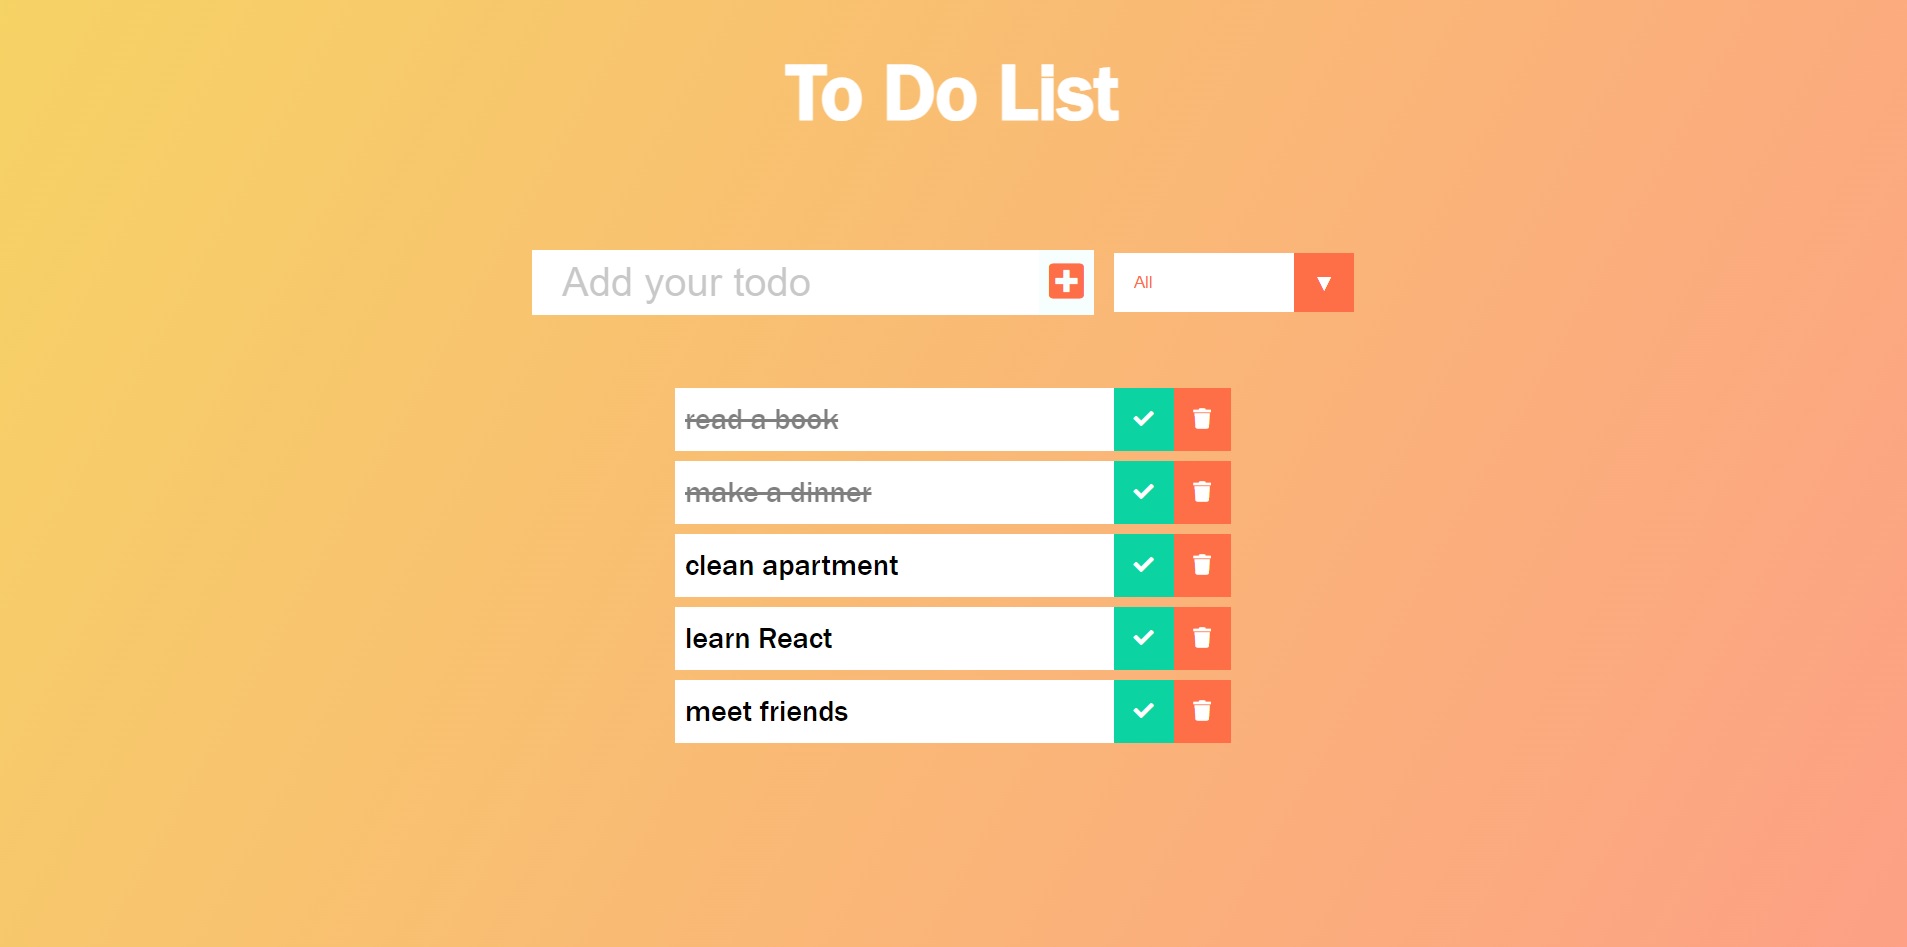 To Do List
Add your todo
All
read a book
make a dinner
clean apartment
learn React
meet friends